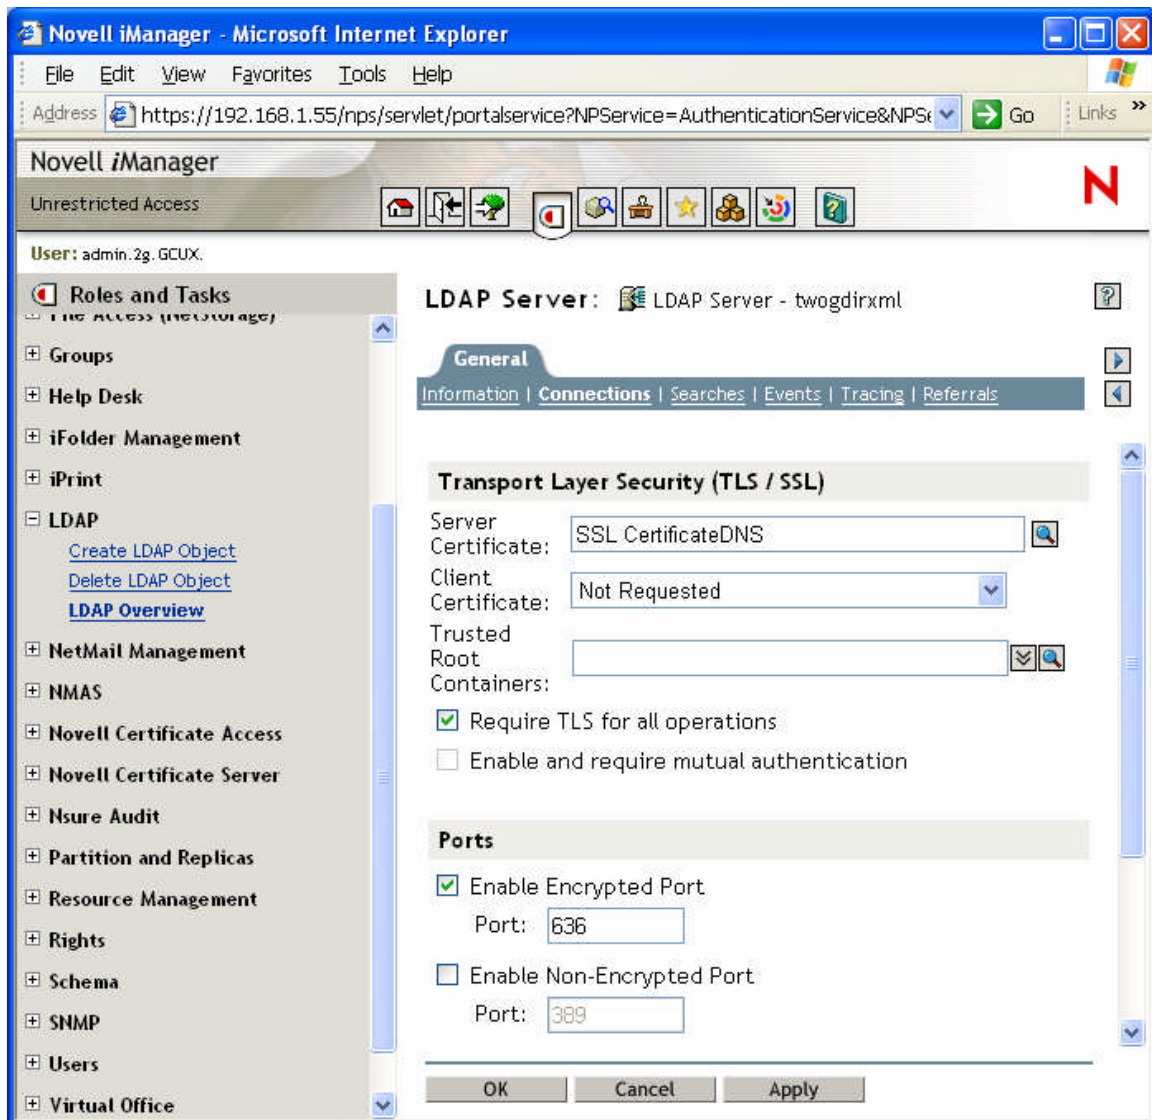 Novell iManager - Microsoft Internet Explorer
File Edit View Favorites Tools Help
Address https://192.168.1.55/nps/servlet/portalservice?NPService=AuthenticationService&NPSe Go Links »
Novell iManager
Unrestricted Access
N
User: admin.2g.GCUX.
Roles and Tasks
File Access (NetStorage)
Groups
Help Desk
iFolder Management
iPrint
LDAP
Create LDAP Object
Delete LDAP Object
LDAP Overview
NetMail Management
NMAS
Novell Certificate Access
Novell Certificate Server
Nsure Audit
Partition and Replicas
Resource Management
Rights
Schema
SNMP
Users
Virtual Office
LDAP Server: LDAP Server - twogdirxml
?
General
Information | Connections | Searches | Events | Tracing | Referrals
Transport Layer Security (TLS / SSL)
Server
Certificate:
SSL CertificateDNS
Client
Certificate:
Not Requested
Trusted
Root
Containers:
Require TLS for all operations
Enable and require mutual authentication
Ports
Enable Encrypted Port
Port: 636
Enable Non-Encrypted Port
Port: 389
OK Cancel Apply